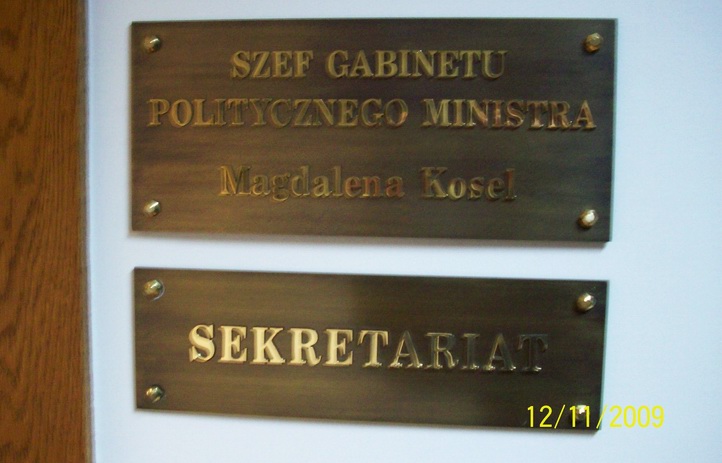 SZEF GABINETU
POLITYCZNEGO MINISTRA
Magdalena Kosel
SEKRETARIAT
12/11/2009